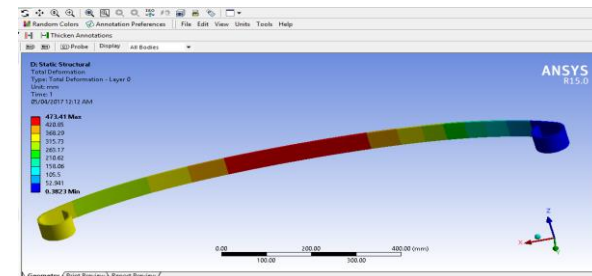 Random Colors Annotation Preferences File Edit View Units Tools Help
Thicken Annotations
Probe Display All Bodies
D: Static Structural
Total Deformation
Type: Total Deformation - Layer 0
Unit: mm
Time: 1
05/04/2017 12:12 AM
ANSYS
R15.0
473.41 Max
420.85
368.29
315.73
263.17
210.62
158.06
105.5
52.941
0.3823 Min
0.00 200.00 400.00 (mm)
100.00 300.00
Z
X
Geometry Print Preview Report Preview